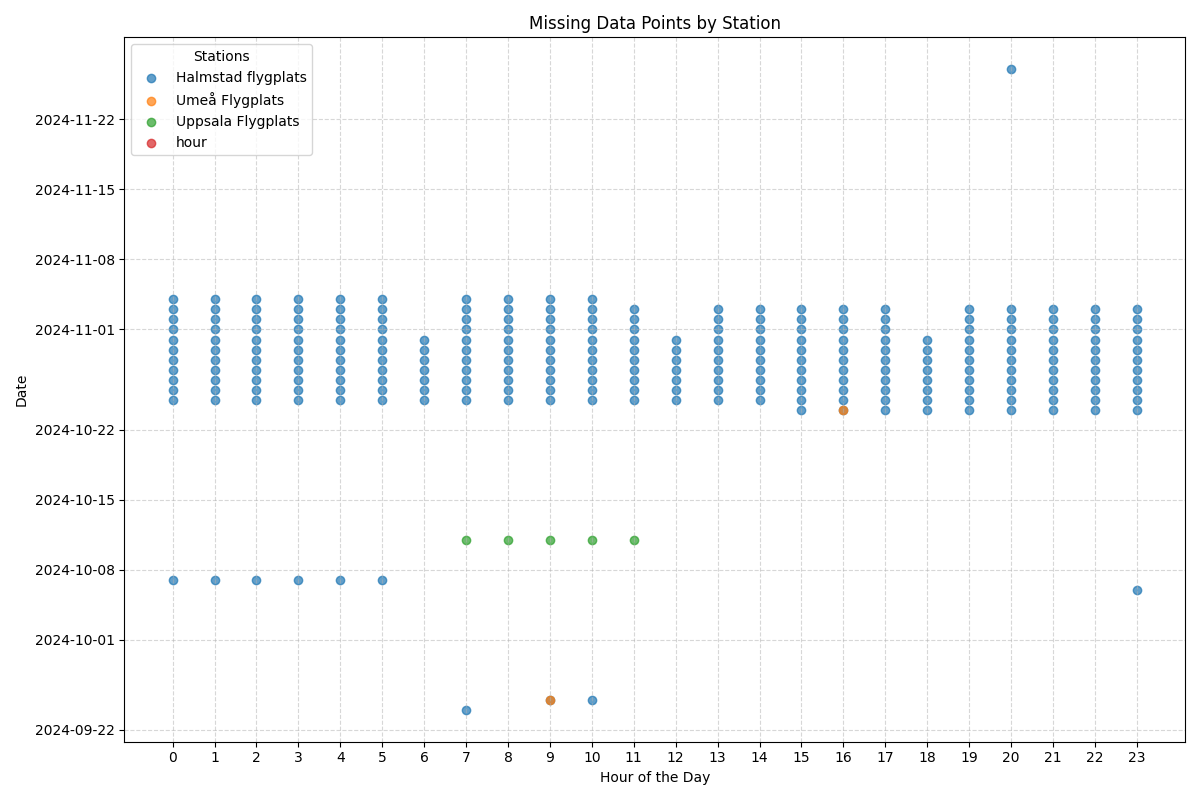 Missing Data Points by Station
Stations
Halmstad flygplats
Umeå Flygplats
Uppsala Flygplats
hour
2024-11-22
2024-11-15
2024-11-08
2024-11-01
2024-10-22
2024-10-15
2024-10-08
2024-10-01
2024-09-22
Date
0 1 2 3 4 5 6 7 8 9 10 11 12 13 14 15 16 17 18 19 20 21 22 23
Hour of the Day